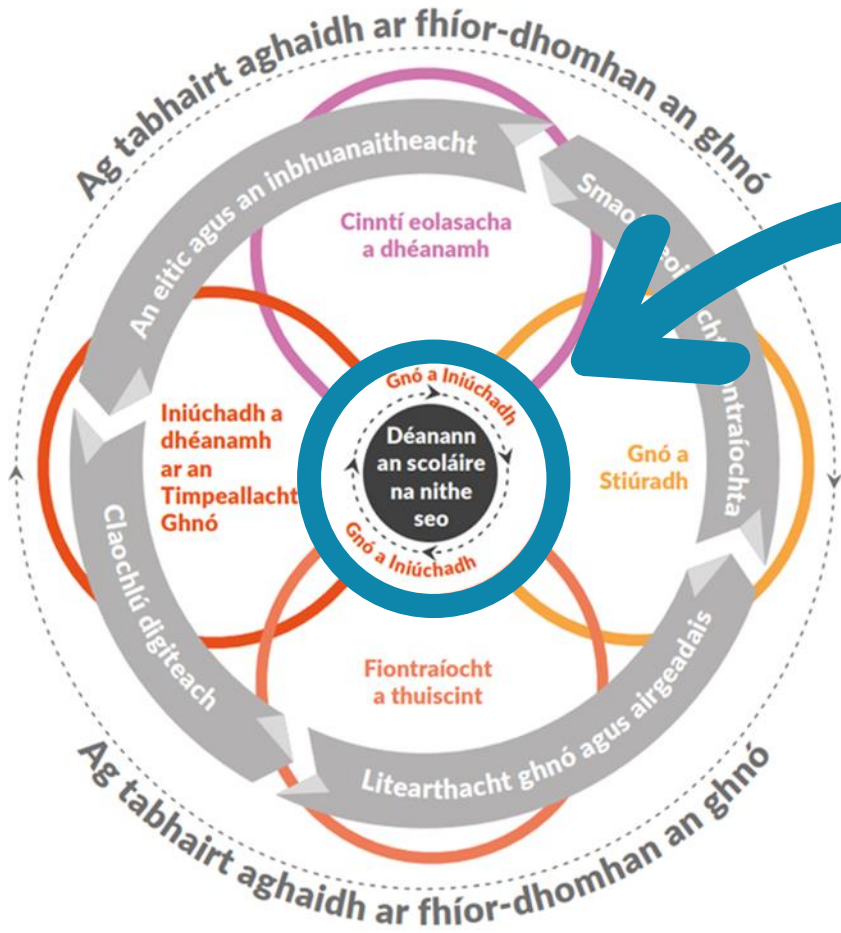 Ag tabhairt aghaidh ar fhíor-dhomhan an ghnó
An eitic agus an inbhuanaitheacht
Cinntí eolasacha
a dhéanamh
Iniúchadh a
dhéanamh
ar an
Timpeallacht
Ghnó
Gnó a Iniúchadh
Déanann
an scoláire
na nithe
seo
Gnó a Iniúchadh
Gnó a
Stiúradh
Claochlú digiteach
Fiontraíocht
a thuiscint
Litearthacht ghnó agus airgeadais
Ag tabhairt aghaidh ar fhíor-dhomhan an ghnó